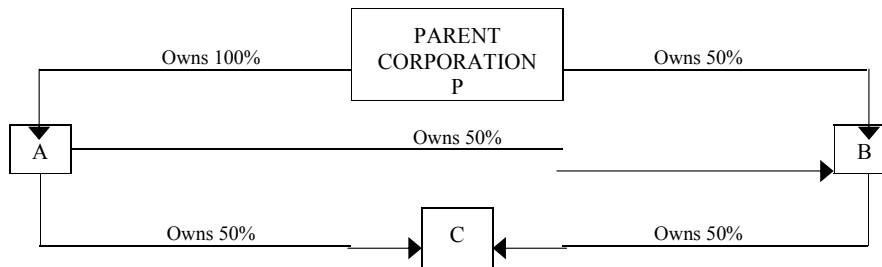 PARENT
CORPORATION
P
Owns 100%
Owns 50%
A
Owns 50%
B
Owns 50%
C
Owns 50%